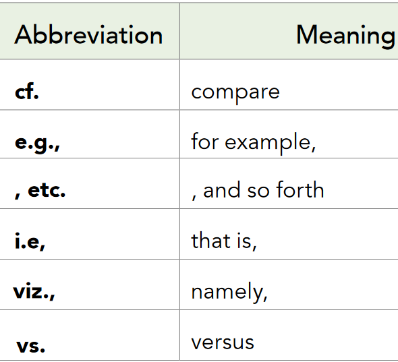 Abbreviation Meaning
cf. compare
e.g., for example,
, etc. , and so forth
i.e, that is,
viz., namely,
vs. versus